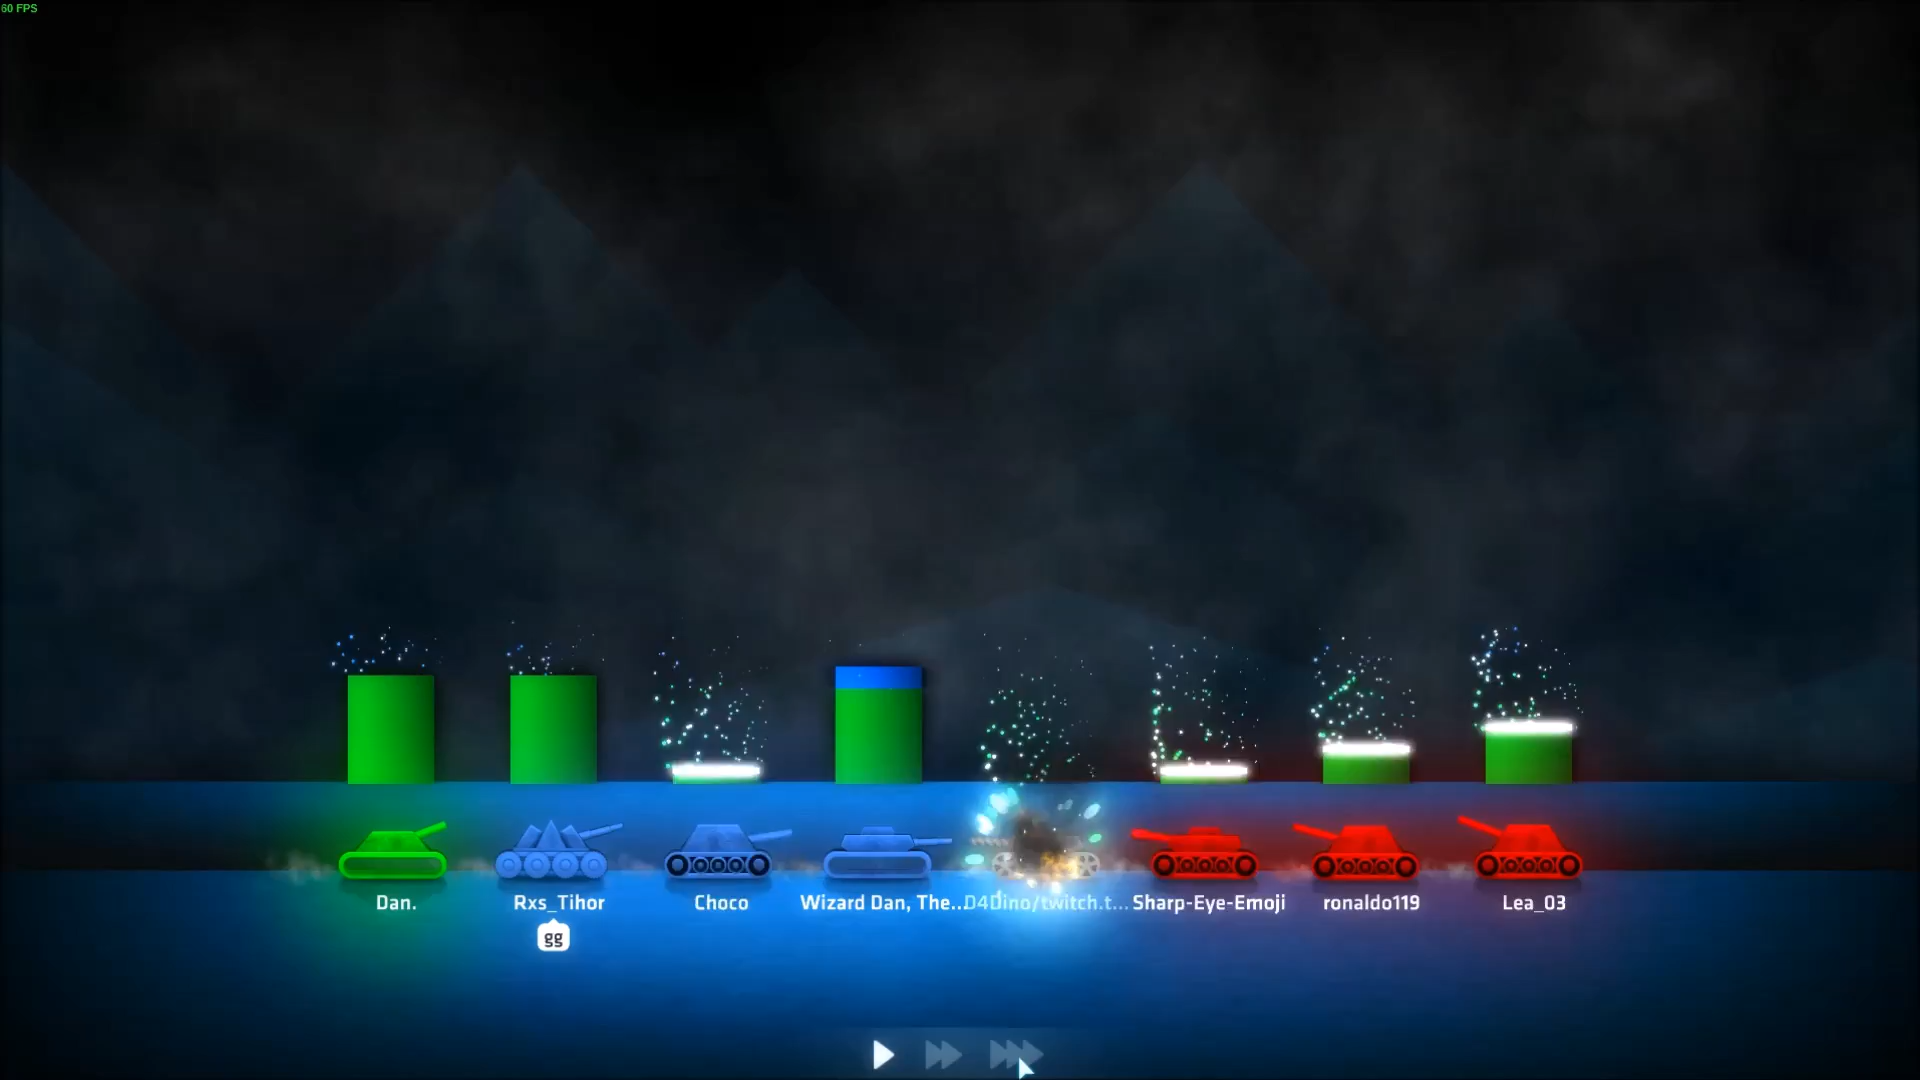 60 FPS
Dan. Rxs_Tihor Choco Wizard Dan, The... D4Dino/twitch.t... Sharp-Eye-Emoji ronaldo119 Lea_03
gg